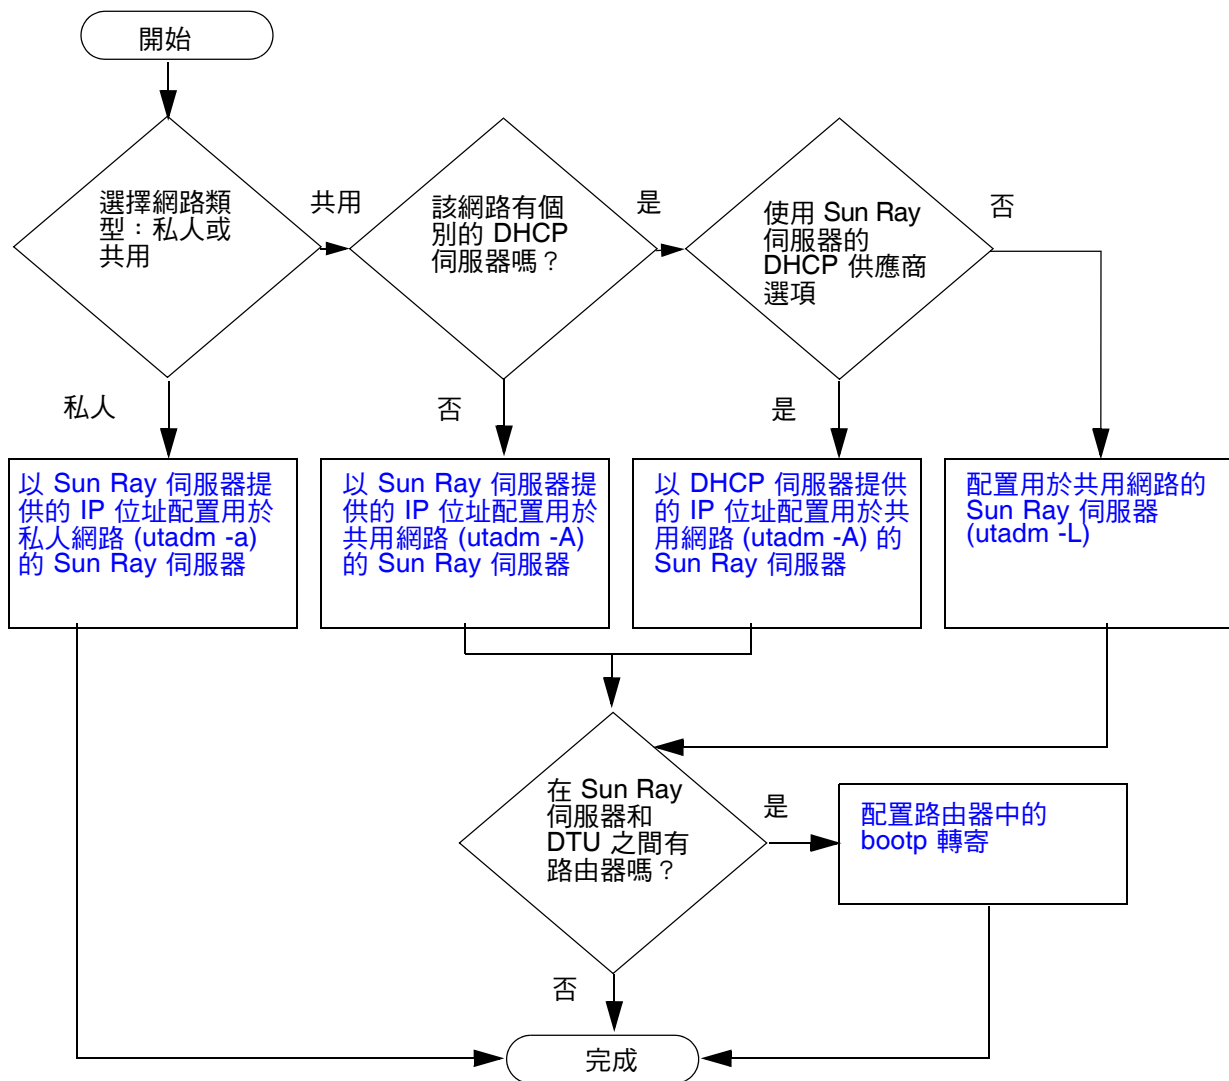 開始
選擇網路類
型：私人或
共用
共用
該網路有個
別的 DHCP
伺服器嗎？
是
使用 Sun Ray
伺服器的
DHCP 供應商
選項
否
私人
否
是
以 Sun Ray 伺服器提
供的 IP 位址配置用於
私人網路 (utadm -a)
的 Sun Ray 伺服器
以 Sun Ray 伺服器提
供的 IP 位址配置用於
共用網路 (utadm -A)
的 Sun Ray 伺服器
以 DHCP 伺服器提供
的 IP 位址配置用於共
用網路 (utadm -A) 的
Sun Ray 伺服器
配置用於共用網路的
Sun Ray 伺服器
(utadm -L)
在 Sun Ray
伺服器和
DTU 之間有
路由器嗎？
是
配置路由器中的
bootp 轉寄
否
完成